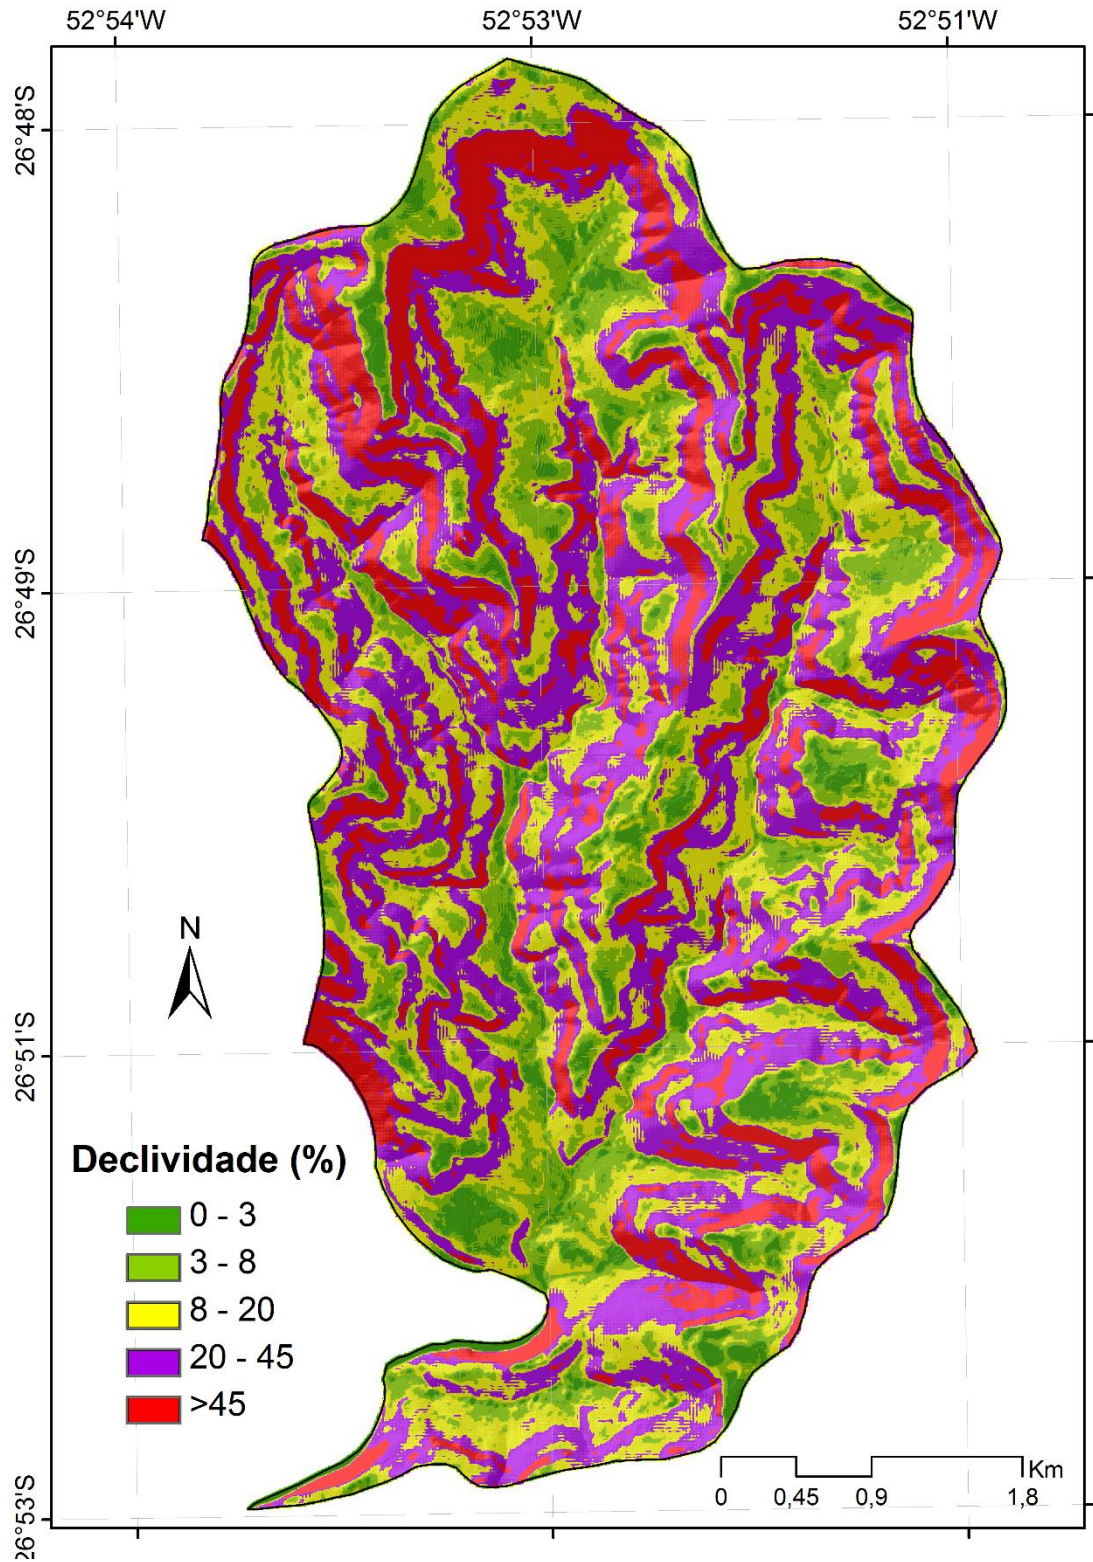 52°54'W 52°53'W 52°51'W
26°48'S
26°49'S
N
26°51'S
Declividade (%)
0 - 3
3 - 8
8 - 20
20 - 45
>45
Km
0 0,45 0,9 1,8
26°53'S